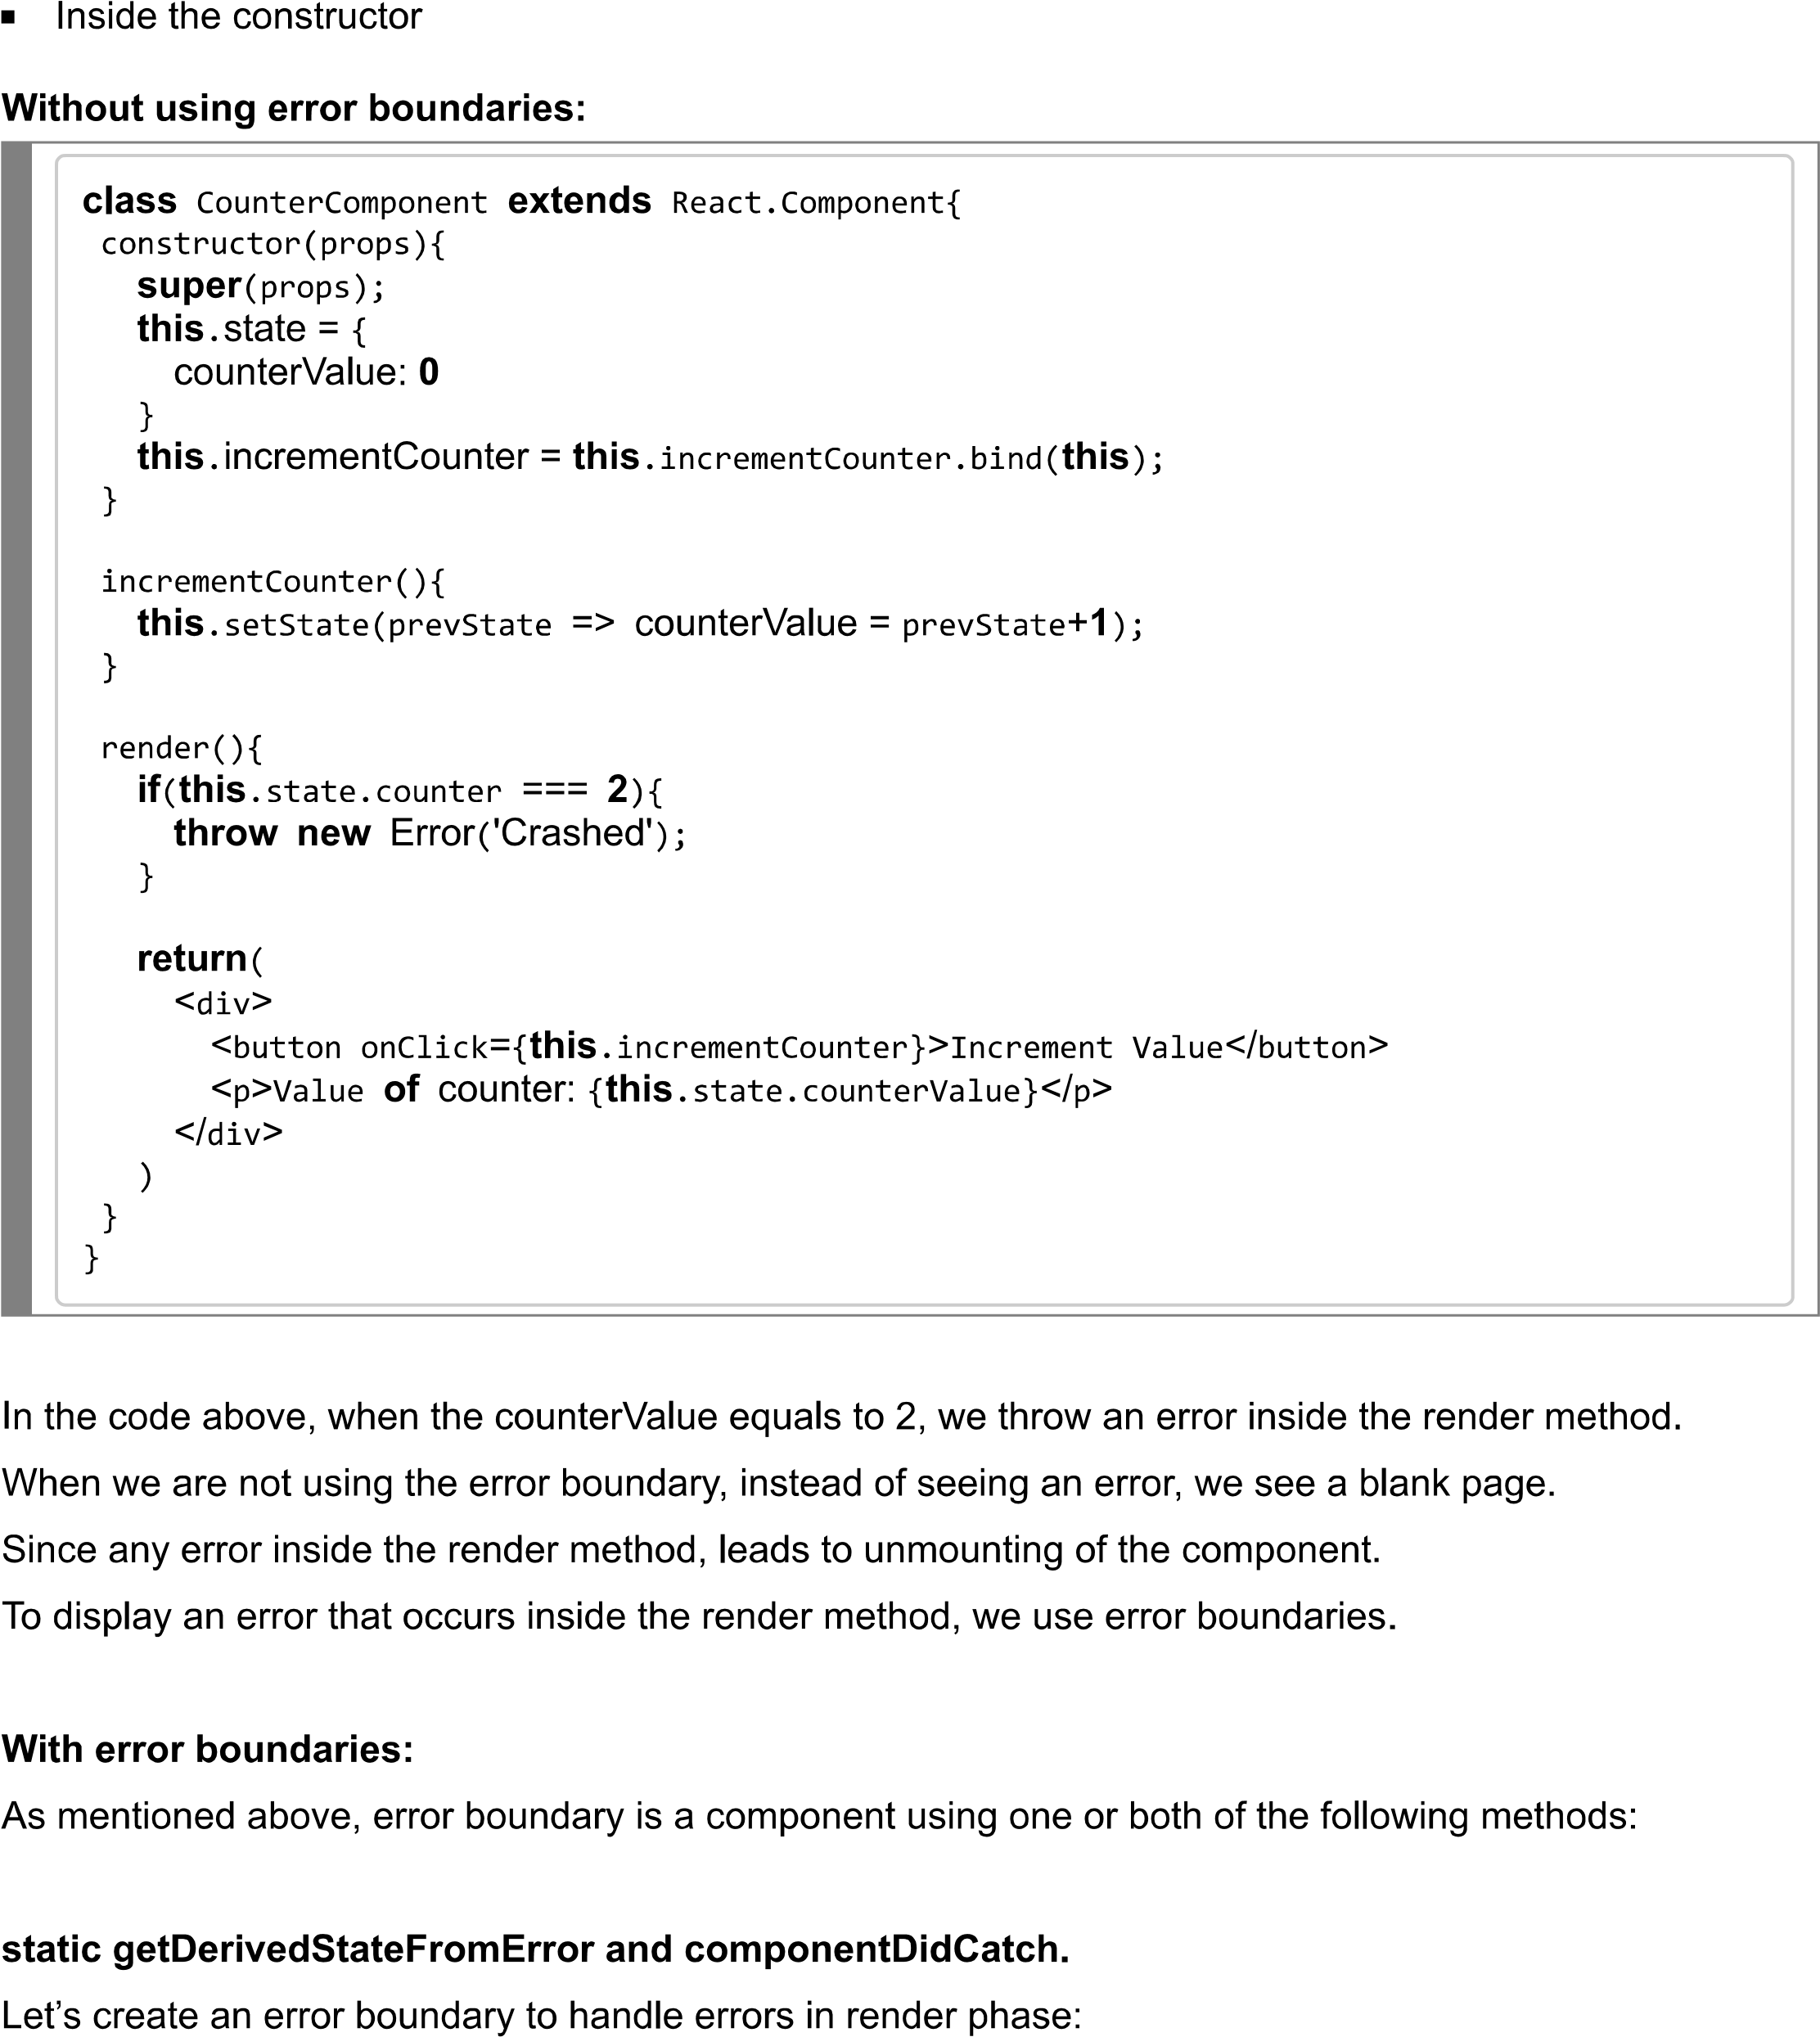 ▪ Inside the constructor
Without using error boundaries:
class CounterComponent extends React.Component{
 constructor(props){
   super(props);
   this.state = {
     counterValue: 0
   }
   this.incrementCounter = this.incrementCounter.bind(this);
 }

 incrementCounter(){
   this.setState(prevState => counterValue = prevState+1);
 }

 render(){
   if(this.state.counter === 2){
     throw new Error('Crashed');
   }

   return(
     <div>
       <button onClick={this.incrementCounter}>Increment Value</button>
       <p>Value of counter: {this.state.counterValue}</p>
     </div>
   )
 }
}
In the code above, when the counterValue equals to 2, we throw an error inside the render method.
When we are not using the error boundary, instead of seeing an error, we see a blank page.
Since any error inside the render method, leads to unmounting of the component.
To display an error that occurs inside the render method, we use error boundaries.
With error boundaries:
As mentioned above, error boundary is a component using one or both of the following methods:
static getDerivedStateFromError and componentDidCatch.
Let’s create an error boundary to handle errors in render phase: